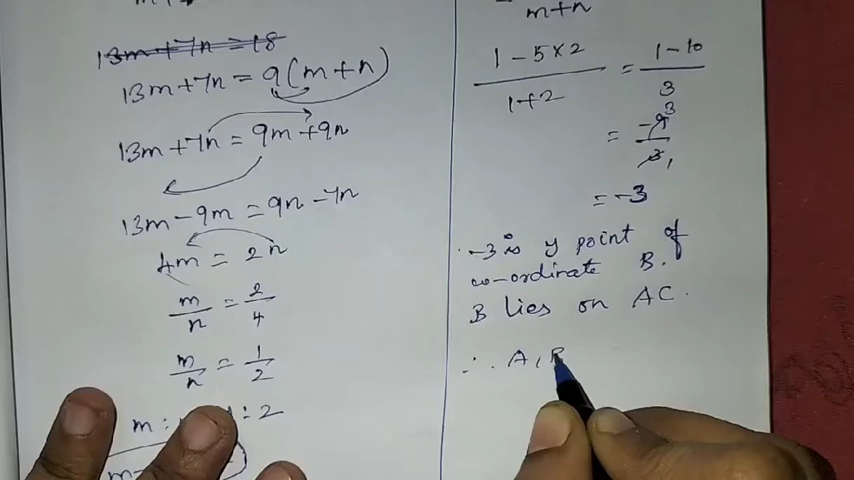 13m+7n = 18
13m+7n = 9(m+n)
13m+7n = 9m+9n
13m-9m = 9n-7n
4m = 2n
m/n = 2/4
m/n = 1/2
m+n
(1-5×2)/(1+2) = (1-10)/3
= -9/3
= -3
-3 is y point of
co-ordinate B.
B lies on AC.
∴ A, B